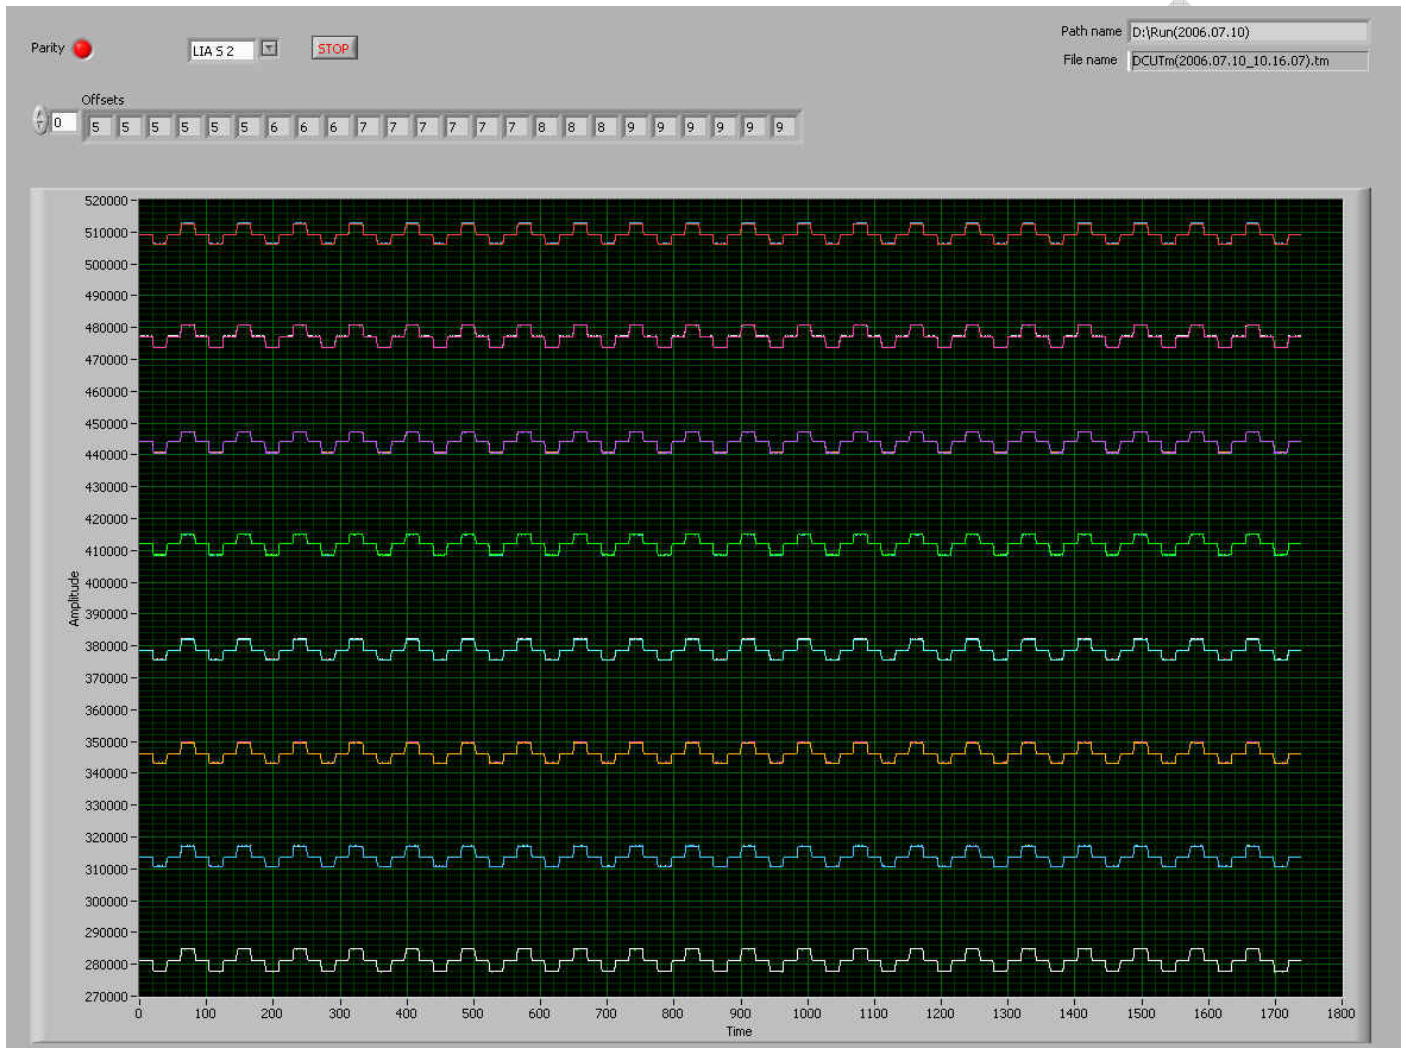 Parity
LIA S 2
STOP
Path name D:\Run(2006.07.10)
File name DCUTm(2006.07.10_10.16.07).tm
Offsets
0 5 5 5 5 5 5 6 6 6 7 7 7 7 7 7 8 8 8 9 9 9 9 9 9
520000
510000
500000
490000
480000
470000
460000
450000
440000
430000
420000
410000
400000
390000
380000
370000
360000
350000
340000
330000
320000
310000
300000
290000
280000
270000
Amplitude
0 100 200 300 400 500 600 700 800 900 1000 1100 1200 1300 1400 1500 1600 1700 1800
Time